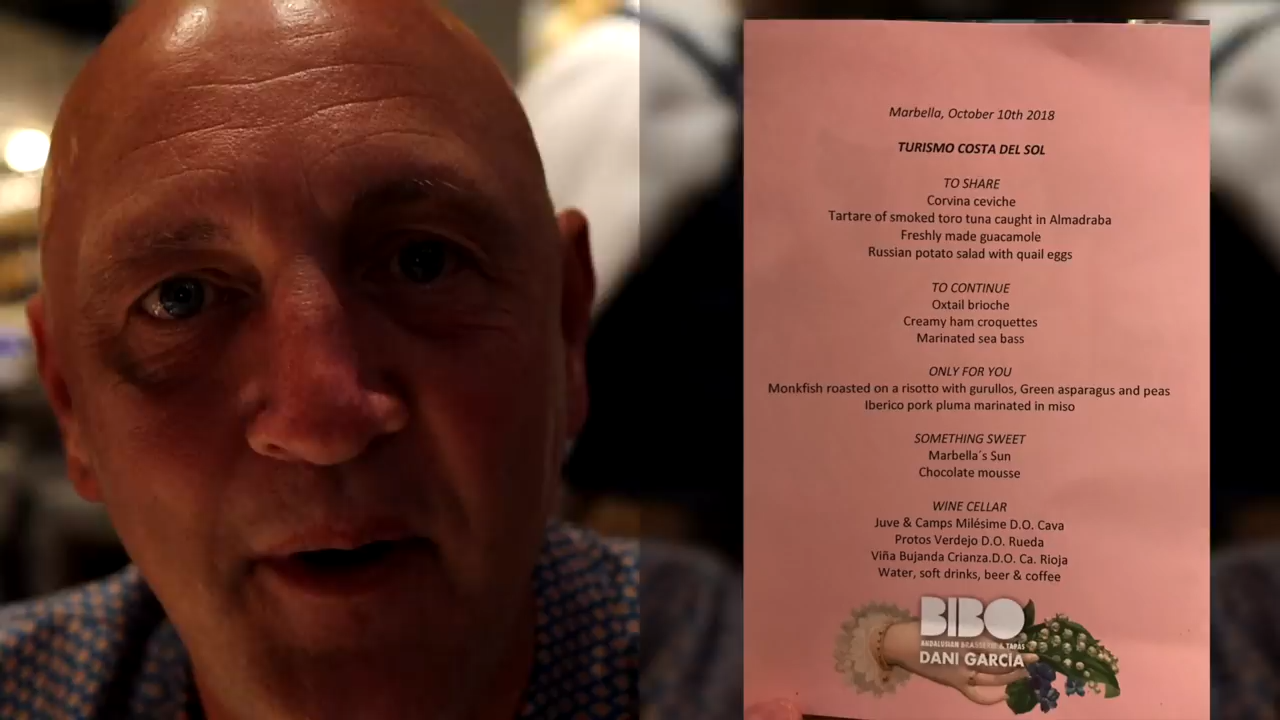 Marbella, October 10th 2018
TURISMO COSTA DEL SOL
TO SHARE
Corvina ceviche
Tartare of smoked toro tuna caught in Almadraba
Freshly made guacamole
Russian potato salad with quail eggs
TO CONTINUE
Oxtail brioche
Creamy ham croquettes
Marinated sea bass
ONLY FOR YOU
Monkfish roasted on a risotto with gurullos, Green asparagus and peas
Iberico pork pluma marinated in miso
SOMETHING SWEET
Marbella´s Sun
Chocolate mousse
WINE CELLAR
Juve & Camps Milésime D.O. Cava
Protos Verdejo D.O. Rueda
Viña Bujanda Crianza.D.O. Ca. Rioja
Water, soft drinks, beer & coffee
BIBO
ANDALUSIAN BRASSERIE & TAPAS
DANI GARCÍA